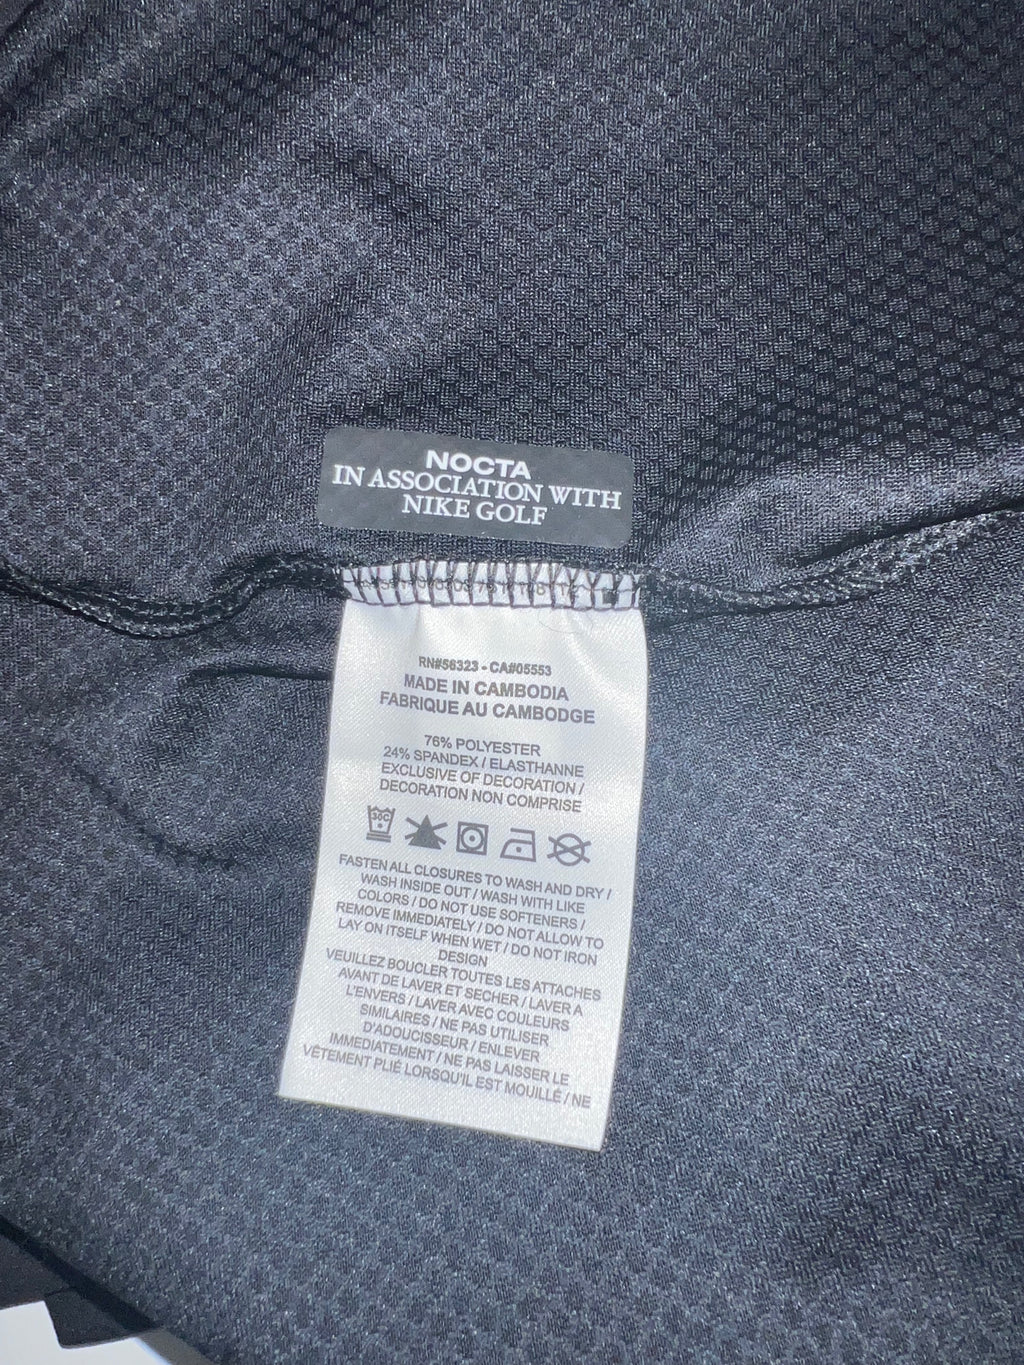 NOCTA
IN ASSOCIATION WITH
NIKE GOLF
RN#56323 - CA#05553
MADE IN CAMBODIA
FABRIQUE AU CAMBODGE
76% POLYESTER
24% SPANDEX / ELASTHANNE
EXCLUSIVE OF DECORATION /
DECORATION NON COMPRISE
30C
FASTEN ALL CLOSURES TO WASH AND DRY /
WASH INSIDE OUT / WASH WITH LIKE
COLORS / DO NOT USE SOFTENERS /
REMOVE IMMEDIATELY / DO NOT ALLOW TO
LAY ON ITSELF WHEN WET / DO NOT IRON
DESIGN
VEUILLEZ BOUCLER TOUTES LES ATTACHES
AVANT DE LAVER ET SECHER / LAVER A
L'ENVERS / LAVER AVEC COULEURS
SIMILAIRES / NE PAS UTILISER
D'ADOUCISSEUR / ENLEVER
IMMEDIATEMENT / NE PAS LAISSER LE
VÊTEMENT PLIÉ LORSQU'IL EST MOUILLÉ / NE